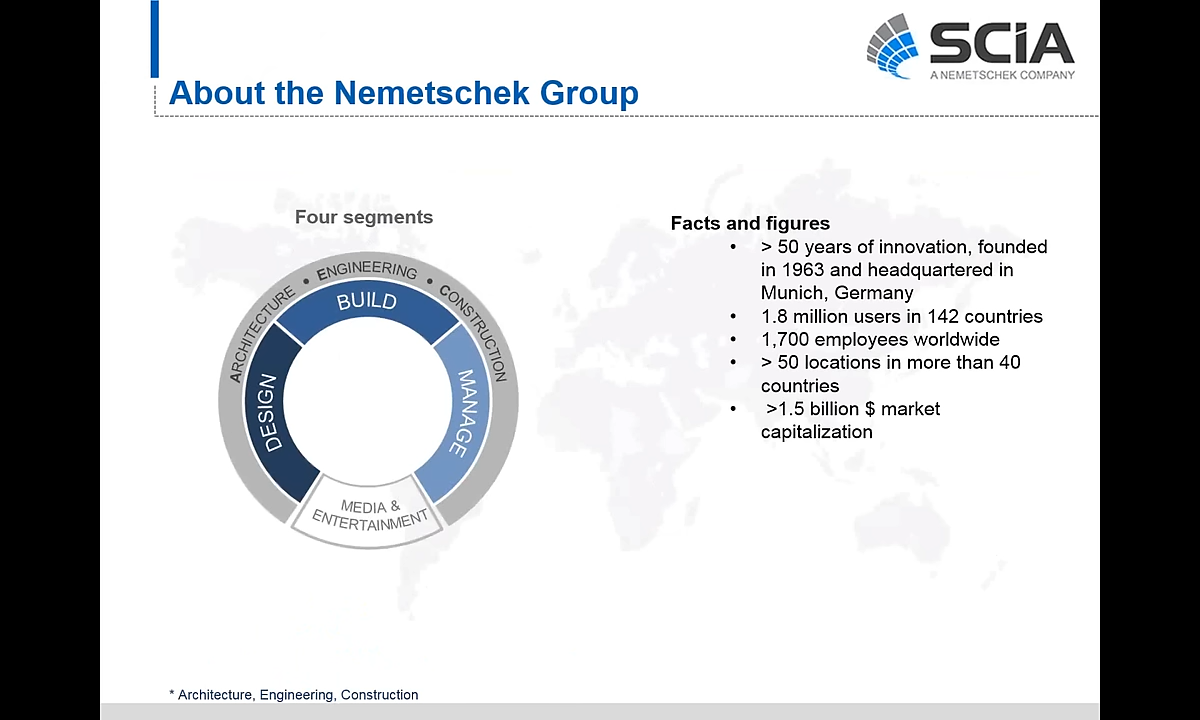 SCiA
A NEMETSCHEK COMPANY
About the Nemetschek Group
Four segments
ARCHITECTURE • ENGINEERING • CONSTRUCTION
BUILD
DESIGN
MANAGE
MEDIA &
ENTERTAINMENT
Facts and figures
• > 50 years of innovation, founded
in 1963 and headquartered in
Munich, Germany
• 1.8 million users in 142 countries
• 1,700 employees worldwide
• > 50 locations in more than 40
countries
• >1.5 billion $ market
capitalization
* Architecture, Engineering, Construction